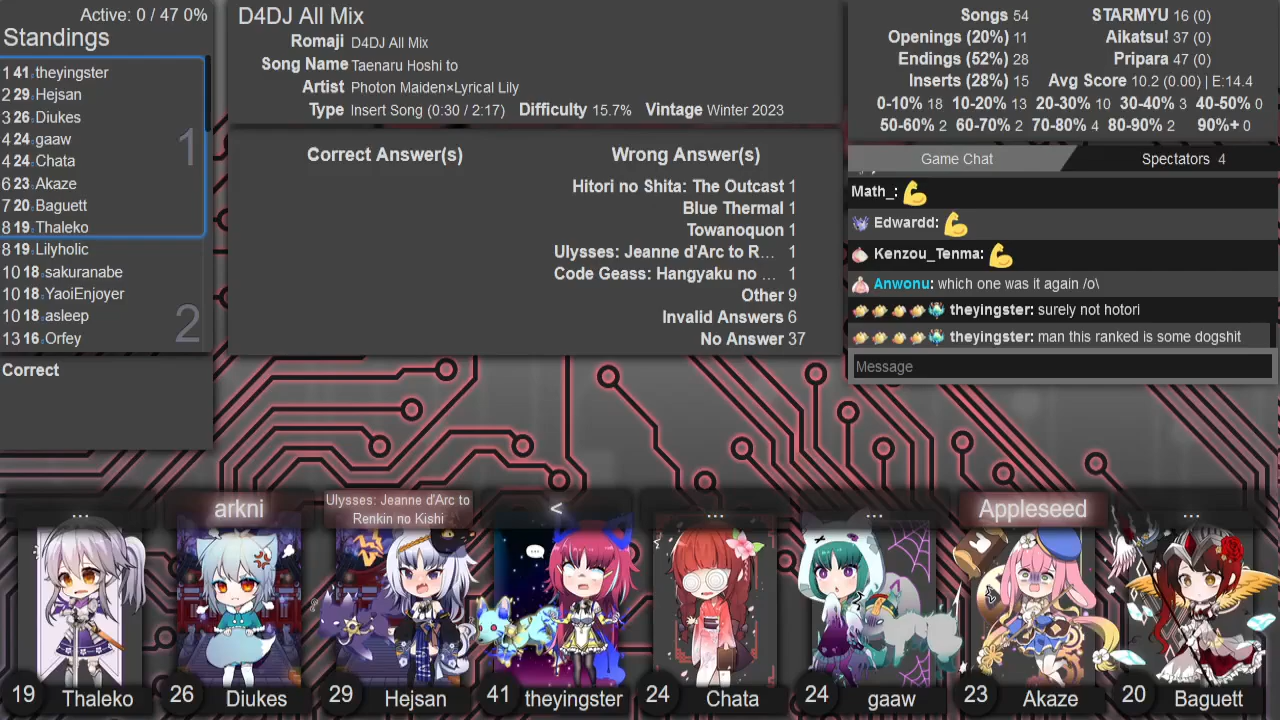 Active: 0 / 47 0%
Standings
1 41 theyingster
2 29 Hejsan
3 26 Diukes
4 24 gaaw
4 24 Chata
6 23 Akaze
7 20 Baguett
8 19 Thaleko
1
8 19 Lilyholic
10 18 sakuranabe
10 18 YaoiEnjoyer
10 18 asleep
13 16 Orfey
2
Correct
D4DJ All Mix
Romaji D4DJ All Mix
Song Name Taenaru Hoshi to
Artist Photon Maiden×Lyrical Lily
Type Insert Song (0:30 / 2:17) Difficulty 15.7% Vintage Winter 2023
Correct Answer(s) Wrong Answer(s)
Hitori no Shita: The Outcast 1
Blue Thermal 1
Towanoquon 1
Ulysses: Jeanne d'Arc to R... 1
Code Geass: Hangyaku no ... 1
Other 9
Invalid Answers 6
No Answer 37
Songs 54 STARMYU 16 (0)
Openings (20%) 11 Aikatsu! 37 (0)
Endings (52%) 28 Pripara 47 (0)
Inserts (28%) 15 Avg Score 10.2 (0.00) | E:14.4
0-10% 18 10-20% 13 20-30% 10 30-40% 3 40-50% 0
50-60% 2 60-70% 2 70-80% 4 80-90% 2 90%+ 0
Game Chat Spectators 4
Math_: 💪
Edwardd: 💪
Kenzou_Tenma: 💪
Anwonu: which one was it again /o\
theyingster: surely not hotori
theyingster: man this ranked is some dogshit
Message
... arkni Ulysses: Jeanne d'Arc to < ... ... Appleseed ...
Renkin no Kishi
19 Thaleko 26 Diukes 29 Hejsan 41 theyingster 24 Chata 24 gaaw 23 Akaze 20 Baguett